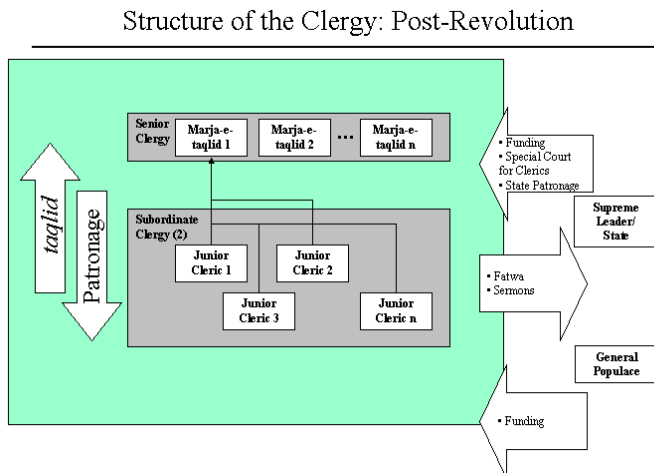 Structure of the Clergy: Post-Revolution
Senior
Clergy
Marja-e-
taqlid 1
Marja-e-
taqlid 2
...
Marja-e-
taqlid n
▪ Funding
▪ Special Court
for Clerics
▪ State Patronage
taqlid
Patronage
Subordinate
Clergy (2)
Junior
Cleric 1
Junior
Cleric 2
Junior
Cleric 3
Junior
Cleric n
Supreme
Leader/
State
▪ Fatwa
▪ Sermons
General
Populace
▪ Funding